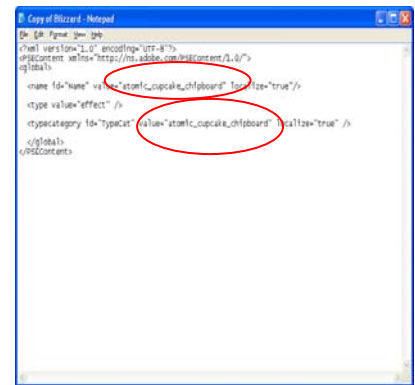 Copy of Blizzard - Notepad
File Edit Format View Help
<?xml version="1.0" encoding="UTF-8"?>
<PSEContent xmlns="http://ns.adobe.com/PSEContent/1.0/">
<global>
<name id="Name" value="atomic_cupcake_chipboard" localize="true"/>
<type value="effect" />
<typecategory id="TypeCat" value="atomic_cupcake_chipboard" localize="true" />
</global>
</PSEContent>